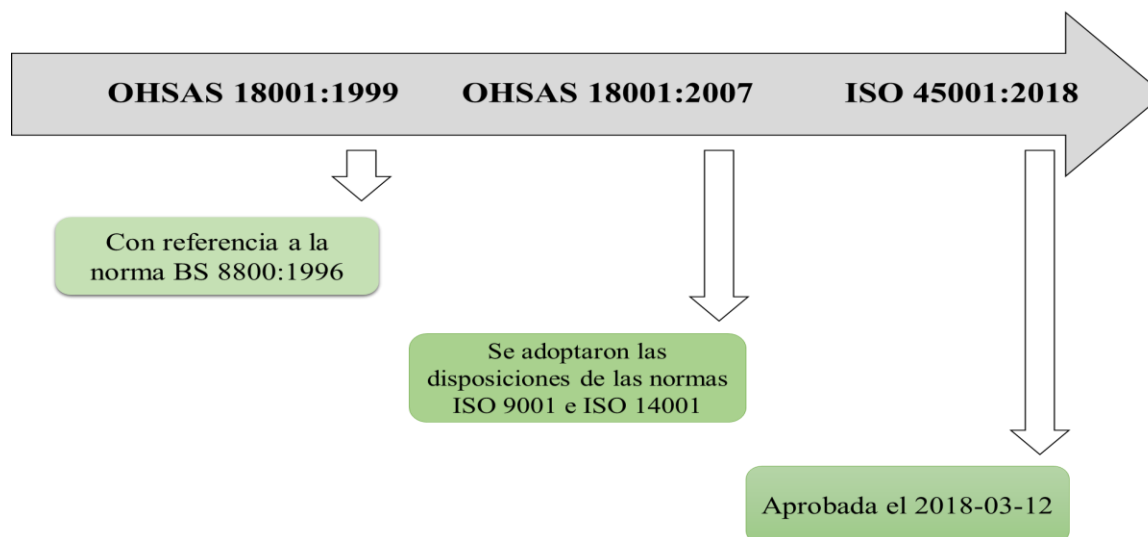 OHSAS 18001:1999 OHSAS 18001:2007 ISO 45001:2018
Con referencia a la
norma BS 8800:1996
Se adoptaron las
disposiciones de las normas
ISO 9001 e ISO 14001
Aprobada el 2018-03-12